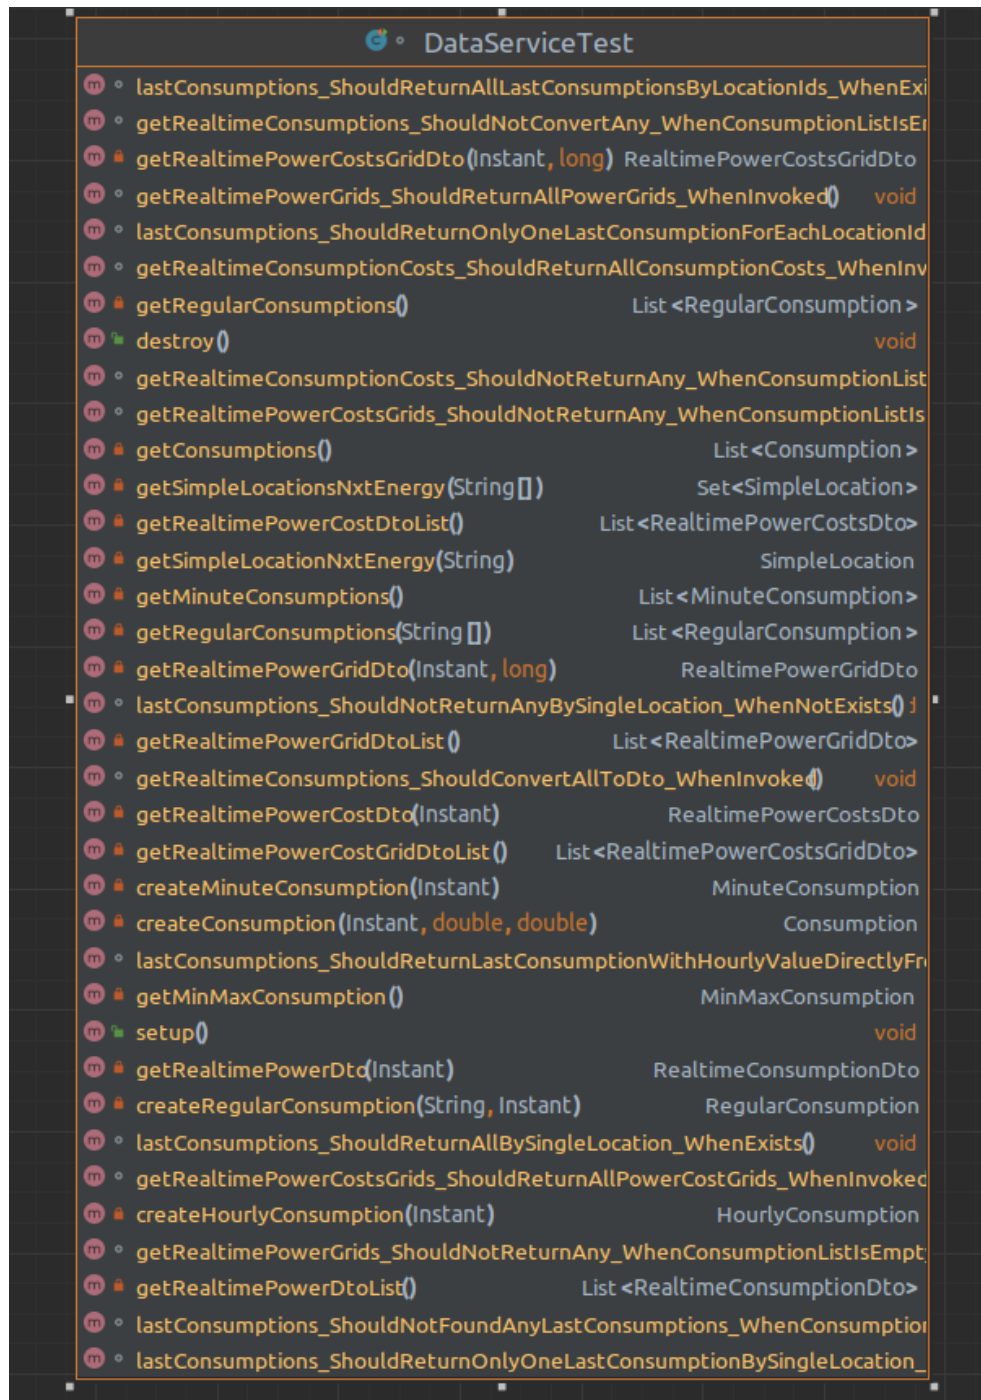 DataServiceTest
lastConsumptions_ShouldReturnAllLastConsumptionsByLocationIds_WhenExi
getRealtimeConsumptions_ShouldNotConvertAny_WhenConsumptionListIsEr
getRealtimePowerCostsGridDto(Instant, long) RealtimePowerCostsGridDto
getRealtimePowerGrids_ShouldReturnAllPowerGrids_WhenInvoked() void
lastConsumptions_ShouldReturnOnlyOneLastConsumptionForEachLocationId
getRealtimeConsumptionCosts_ShouldReturnAllConsumptionCosts_WhenInv
getRegularConsumptions() List<RegularConsumption>
destroy() void
getRealtimeConsumptionCosts_ShouldNotReturnAny_WhenConsumptionList
getRealtimePowerCostsGrids_ShouldNotReturnAny_WhenConsumptionListIs
getConsumptions() List<Consumption>
getSimpleLocationsNxtEnergy(String[]) Set<SimpleLocation>
getRealtimePowerCostDtoList() List<RealtimePowerCostsDto>
getSimpleLocationNxtEnergy(String) SimpleLocation
getMinuteConsumptions() List<MinuteConsumption>
getRegularConsumptions(String[]) List<RegularConsumption>
getRealtimePowerGridDto(Instant, long) RealtimePowerGridDto
lastConsumptions_ShouldNotReturnAnyBySingleLocation_WhenNotExists()
getRealtimePowerGridDtoList() List<RealtimePowerGridDto>
getRealtimeConsumptions_ShouldConvertAllToDto_WhenInvoked() void
getRealtimePowerCostDto(Instant) RealtimePowerCostsDto
getRealtimePowerCostGridDtoList() List<RealtimePowerCostsGridDto>
createMinuteConsumption(Instant) MinuteConsumption
createConsumption(Instant, double, double) Consumption
lastConsumptions_ShouldReturnLastConsumptionWithHourlyValueDirectlyFr
getMinMaxConsumption() MinMaxConsumption
setup() void
getRealtimePowerDto(Instant) RealtimeConsumptionDto
createRegularConsumption(String, Instant) RegularConsumption
lastConsumptions_ShouldReturnAllBySingleLocation_WhenExists() void
getRealtimePowerCostsGrids_ShouldReturnAllPowerCostGrids_WhenInvoked
createHourlyConsumption(Instant) HourlyConsumption
getRealtimePowerGrids_ShouldNotReturnAny_WhenConsumptionListIsEmpt
getRealtimePowerDtoList() List<RealtimeConsumptionDto>
lastConsumptions_ShouldNotFoundAnyLastConsumptions_WhenConsumption
lastConsumptions_ShouldReturnOnlyOneLastConsumptionBySingleLocation_